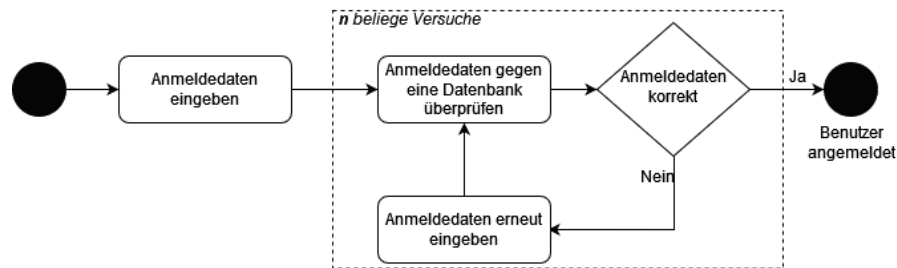 n beliege Versuche
Anmeldedaten
eingeben
Anmeldedaten gegen
eine Datenbank
überprüfen
Anmeldedaten
korrekt
Ja
Benutzer
angemeldet
Nein
Anmeldedaten erneut
eingeben